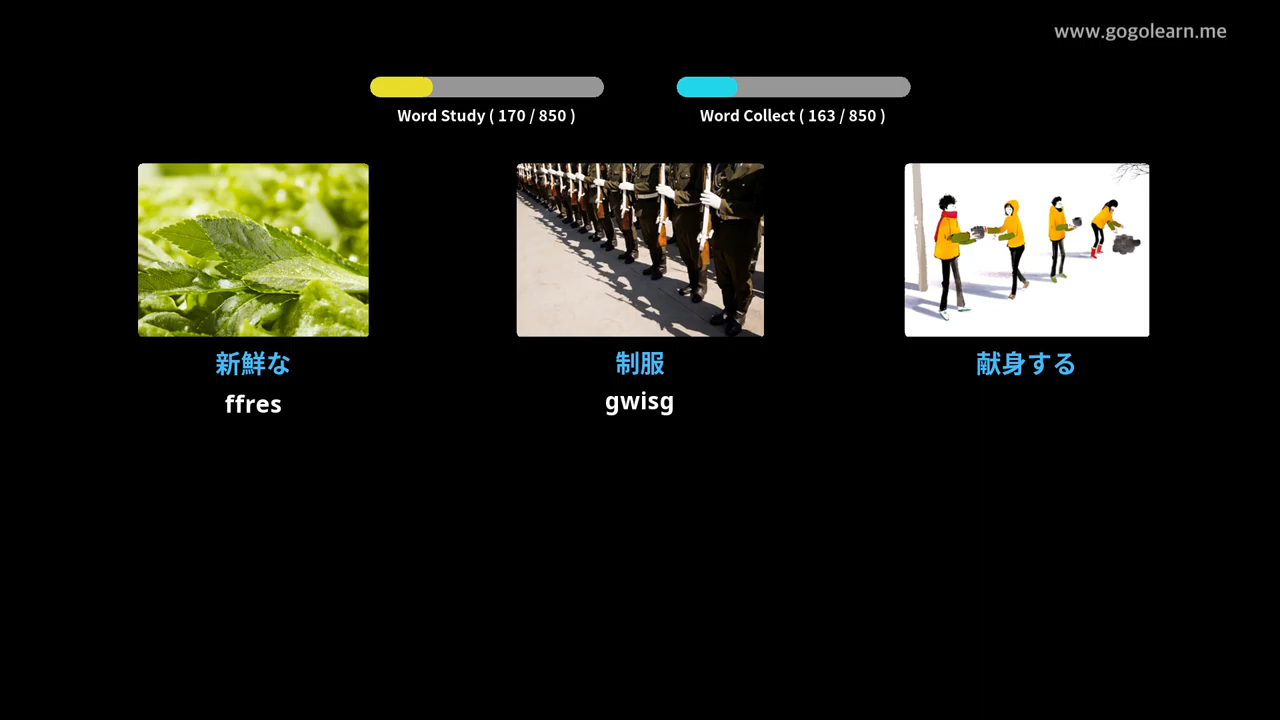 www.gogolearn.me
Word Study ( 170 / 850 )
Word Collect ( 163 / 850 )
新鮮な
制服
献身する
ffres
gwisg